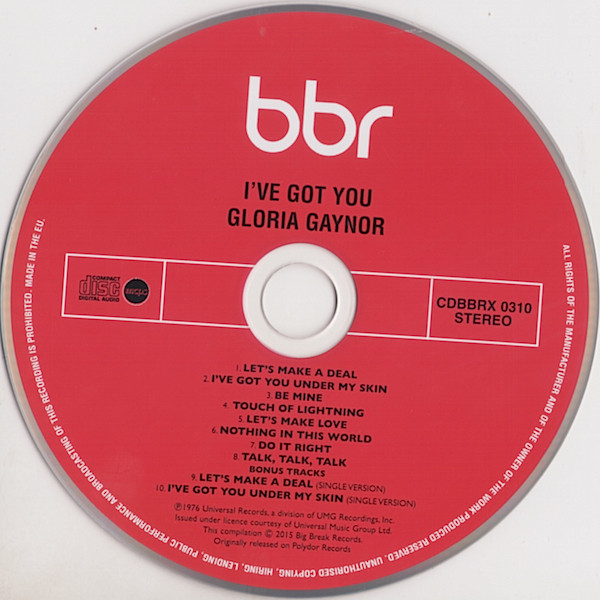 bbr
I'VE GOT YOU
GLORIA GAYNOR
COMPACT
disc
DIGITAL AUDIO
CDBBRX 0310
STEREO
1. LET'S MAKE A DEAL
2. I'VE GOT YOU UNDER MY SKIN
3. BE MINE
4. TOUCH OF LIGHTNING
5. LET'S MAKE LOVE
6. NOTHING IN THIS WORLD
7. DO IT RIGHT
8. TALK, TALK, TALK
BONUS TRACKS
9. LET'S MAKE A DEAL (SINGLE VERSION)
10. I'VE GOT YOU UNDER MY SKIN (SINGLE VERSION)
℗1976 Universal Records, a division of UMG Recordings, Inc.
Issued under licence courtesy of Universal Music Group Ltd.
This compilation © 2015 Big Break Records.
Originally released on Polydor Records
ALL RIGHTS OF THE MANUFACTURER AND OF THE OWNER OF THE WORK PRODUCED RESERVED. UNAUTHORISED COPYING, HIRING, LENDING, PUBLIC PERFORMANCE AND BROADCASTING OF THIS RECORDING IS PROHIBITED. MADE IN THE EU.